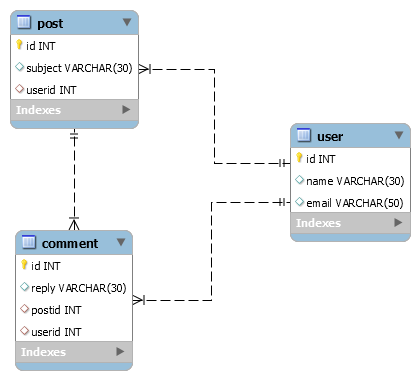 post
id INT
subject VARCHAR(30)
userid INT
Indexes
user
id INT
name VARCHAR(30)
email VARCHAR(50)
Indexes
comment
id INT
reply VARCHAR(30)
postid INT
userid INT
Indexes